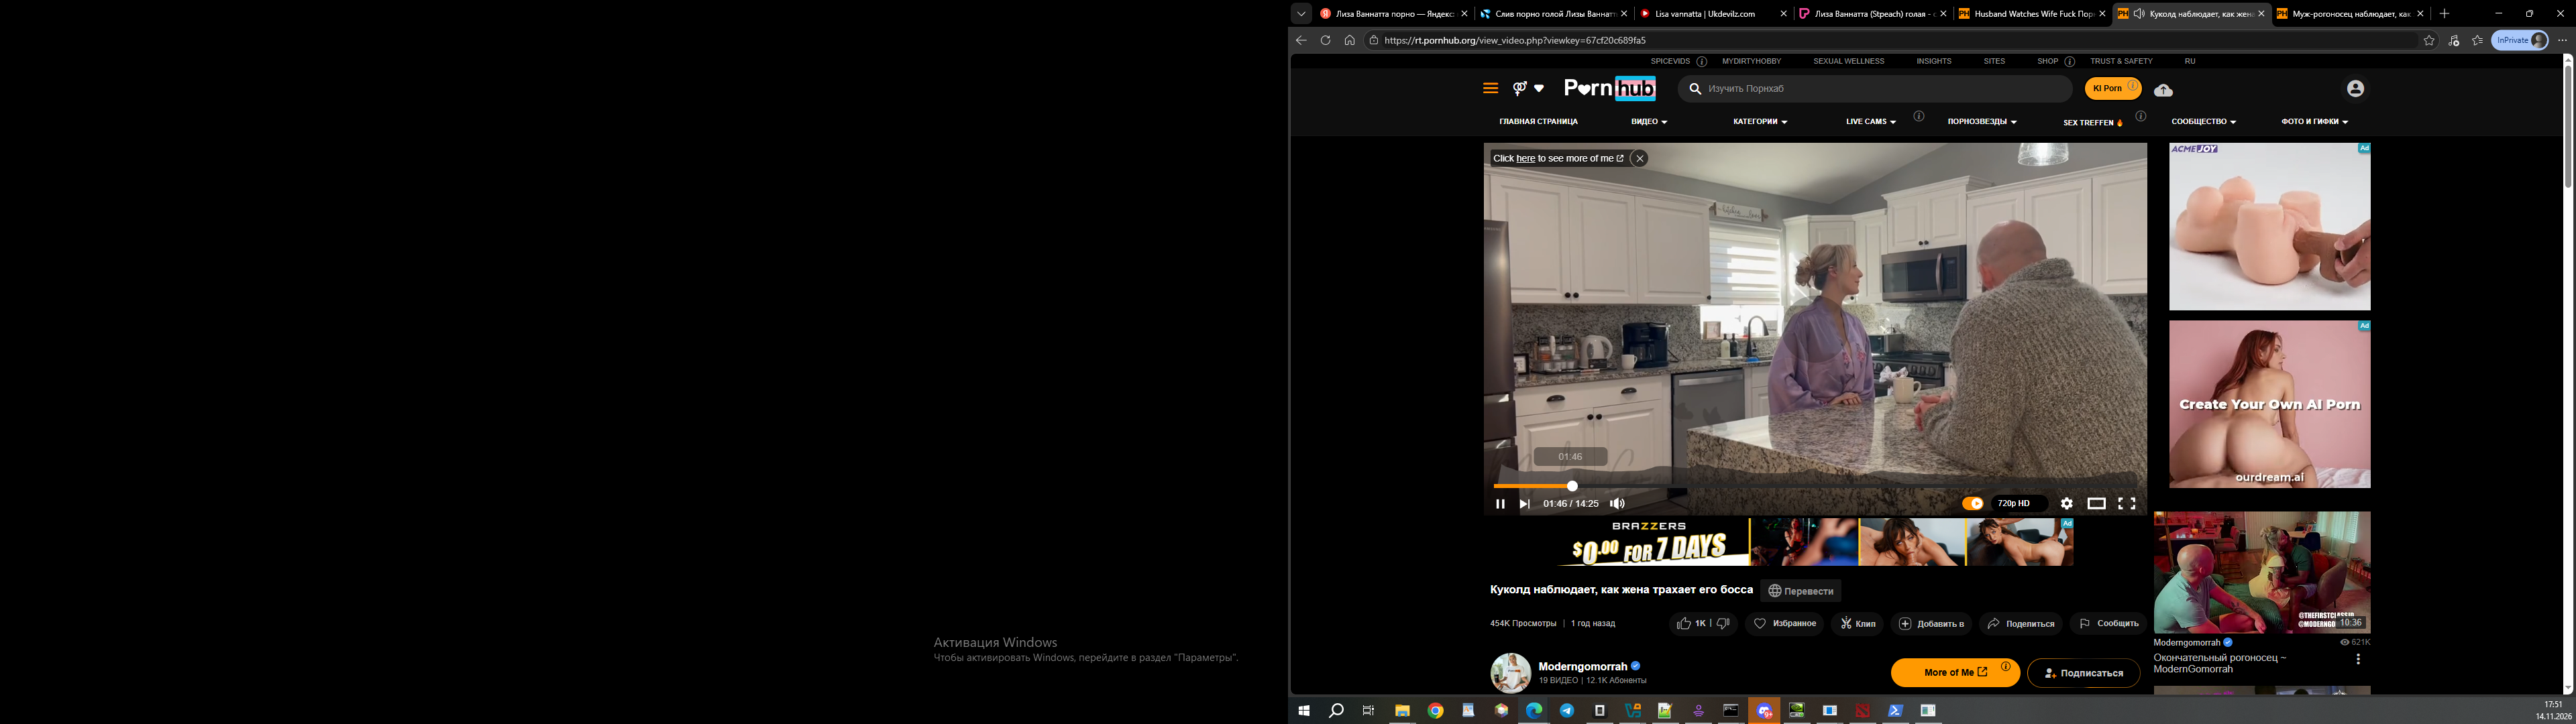 Лиза Ваннатта порно — Яндекс:
Слив порно голой Лизы Ваннатт
Lisa vannatta | Ukdevilz.com
Лиза Ваннатта (Stpeach) голая - с
Husband Watches Wife Fuck Пор
Куколд наблюдает, как жена
Муж-рогоносец наблюдает, как
https://rt.pornhub.org/view_video.php?viewkey=67cf20c689fa5
InPrivate
SPICEVIDS
MYDIRTYHOBBY
SEXUAL WELLNESS
INSIGHTS
SITES
SHOP
TRUST & SAFETY
RU
Pornhub
Изучить Порнхаб
KI Porn
ГЛАВНАЯ СТРАНИЦА
ВИДЕО
КАТЕГОРИИ
LIVE CAMS
ПОРНОЗВЕЗДЫ
SEX TREFFEN
СООБЩЕСТВО
ФОТО И ГИФКИ
Click here to see more of me
01:46
01:46 / 14:25
720p HD
ACMEJOY
Ad
Ad
Create Your Own AI Porn
ourdream.ai
BRAZZERS
$0.00 FOR 7 DAYS
Ad
Куколд наблюдает, как жена трахает его босса
Перевести
454K Просмотры | 1 год назад
1K
Избранное
Клип
Добавить в
Поделиться
Сообщить
Moderngomorrah
19 ВИДЕО | 12.1K Абоненты
More of Me
Подписаться
10:36
Moderngomorrah
621K
Окончательный рогоносец ~
ModernGomorrah
Активация Windows
Чтобы активировать Windows, перейдите в раздел "Параметры".
17:51